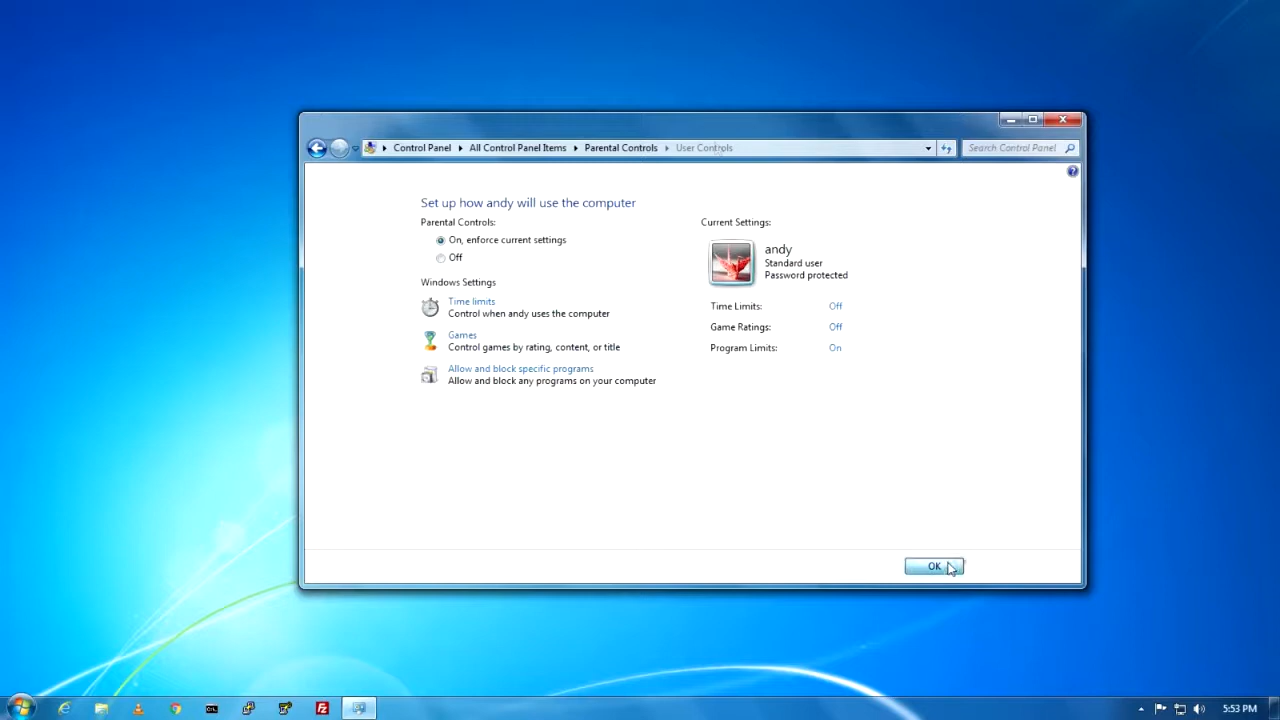 Control Panel
All Control Panel Items
Parental Controls
User Controls
Search Control Panel
Set up how andy will use the computer
Parental Controls:
On, enforce current settings
Off
Windows Settings
Time limits
Control when andy uses the computer
Games
Control games by rating, content, or title
Allow and block specific programs
Allow and block any programs on your computer
Current Settings:
andy
Standard user
Password protected
Time Limits: Off
Game Ratings: Off
Program Limits: On
OK
5:53 PM